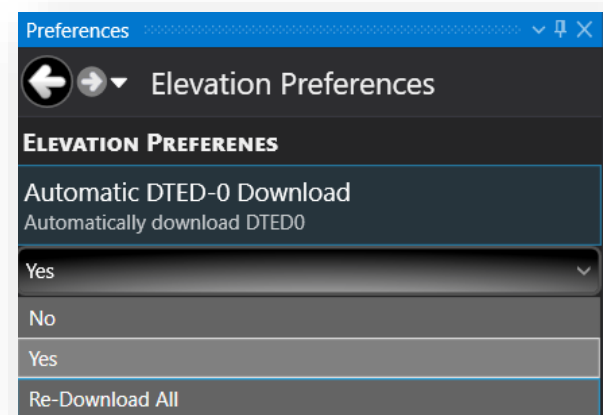 Preferences
Elevation Preferences
ELEVATION PREFERENES
Automatic DTED-0 Download
Automatically download DTED0
Yes
No
Yes
Re-Download All